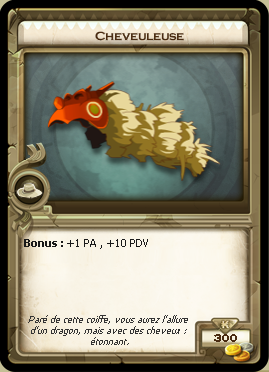 Cheveuleuse
Bonus : +1 PA , +10 PDV
Paré de cette coiffe, vous aurez l'allure
d'un dragon, mais avec des cheveux :
étonnant.
K
300